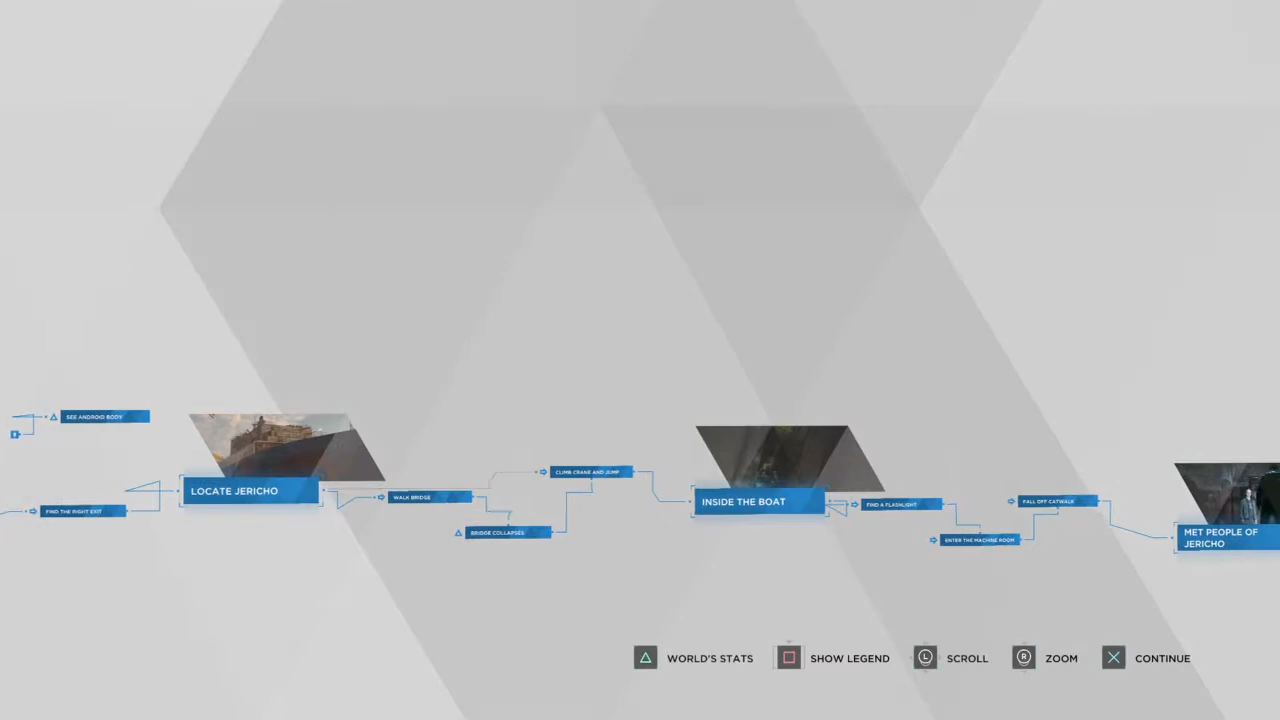 SEE ANDROID BODY
FIND THE RIGHT EXIT
LOCATE JERICHO
WALK BRIDGE
BRIDGE COLLAPSES
CLIMB CRANE AND JUMP
INSIDE THE BOAT
FIND A FLASHLIGHT
ENTER THE MACHINE ROOM
FALL OFF CATWALK
MET PEOPLE OF
JERICHO
WORLD'S STATS
SHOW LEGEND
L SCROLL
R ZOOM
CONTINUE